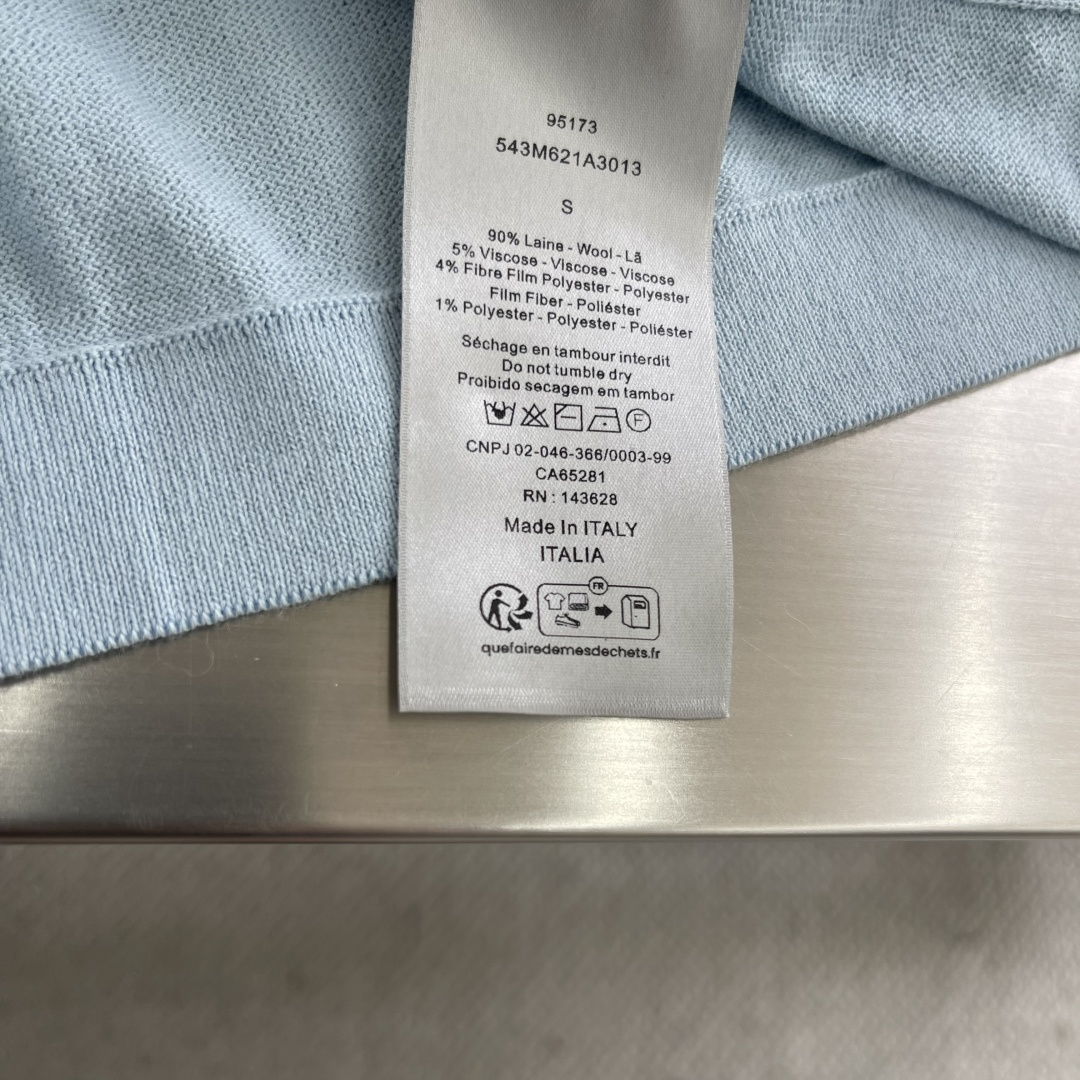 95173
543M621A3013
S
90% Laine - Wool - Lã
5% Viscose - Viscose - Viscose
4% Fibre Film Polyester - Polyester
Film Fiber - Poliéster
1% Polyester - Polyester - Poliéster
Séchage en tambour interdit
Do not tumble dry
Proibido secagem em tambor
F
CNPJ 02-046-366/0003-99
CA65281
RN : 143628
Made In ITALY
ITALIA
FR
quefairedemesdechets.fr